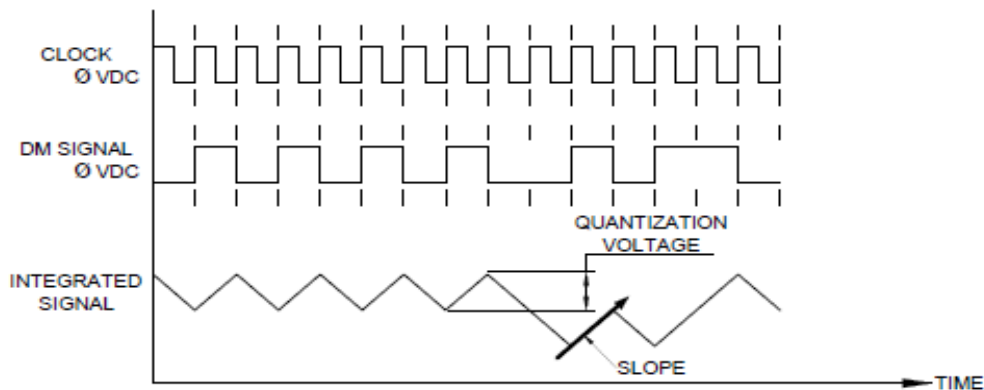 CLOCK
Ø VDC
DM SIGNAL
Ø VDC
QUANTIZATION
VOLTAGE
INTEGRATED
SIGNAL
SLOPE
TIME